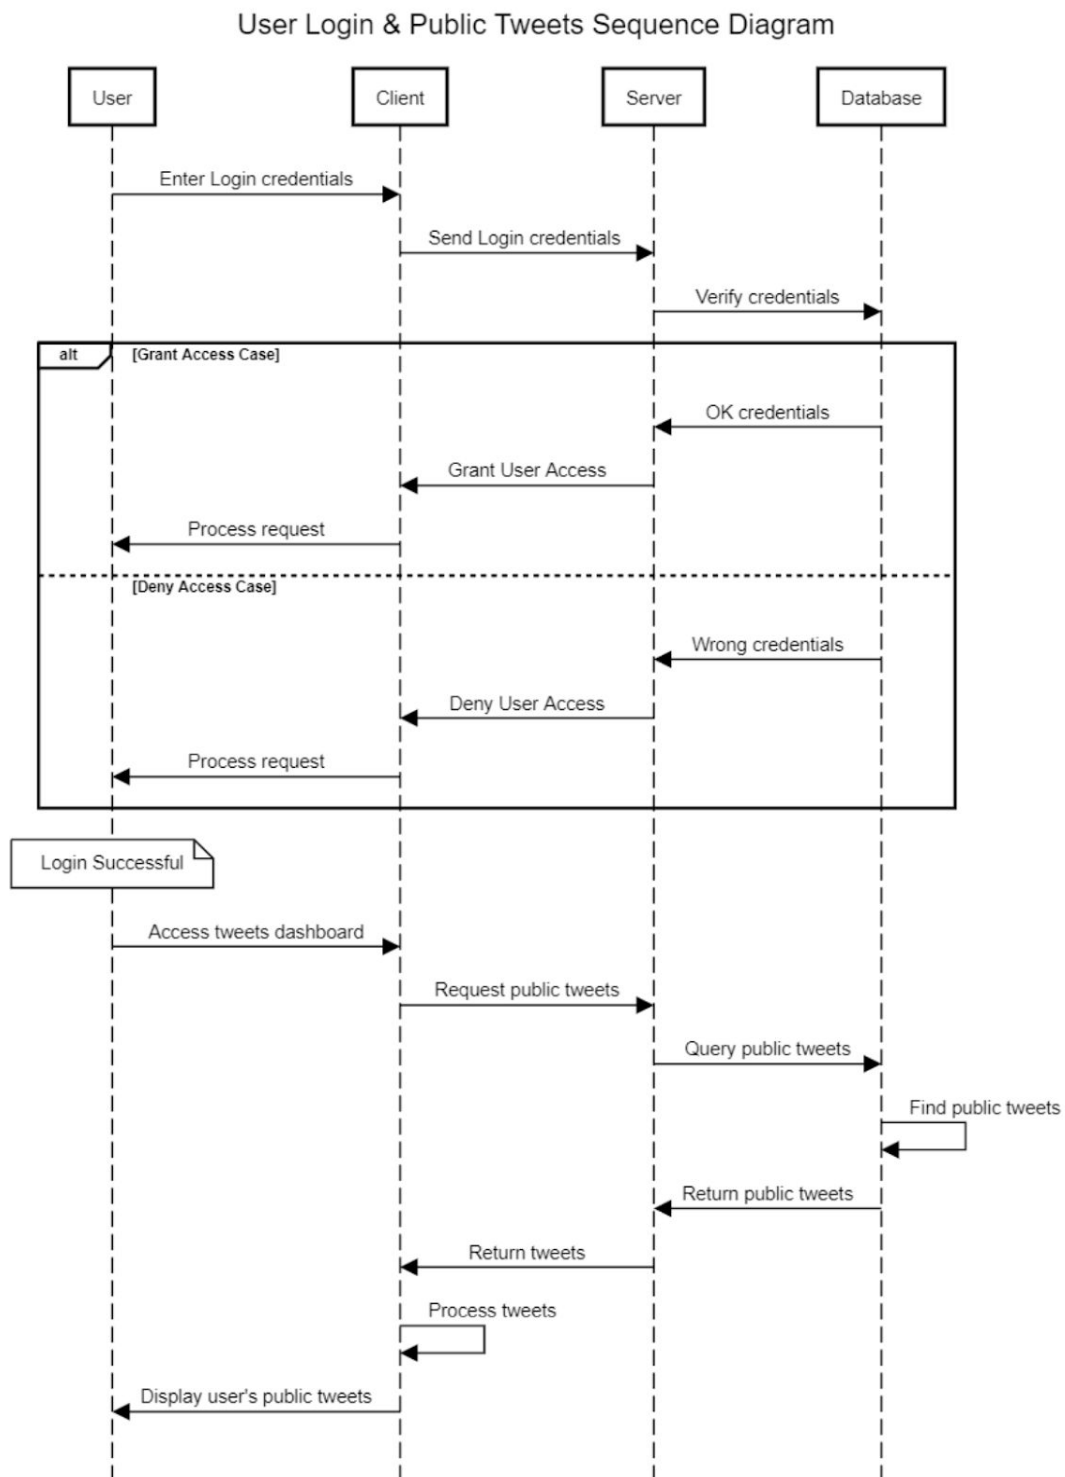 User Login & Public Tweets Sequence Diagram
User
Client
Server
Database
Enter Login credentials
Send Login credentials
Verify credentials
alt
[Grant Access Case]
OK credentials
Grant User Access
Process request
[Deny Access Case]
Wrong credentials
Deny User Access
Process request
Login Successful
Access tweets dashboard
Request public tweets
Query public tweets
Find public tweets
Return public tweets
Return tweets
Process tweets
Display user's public tweets